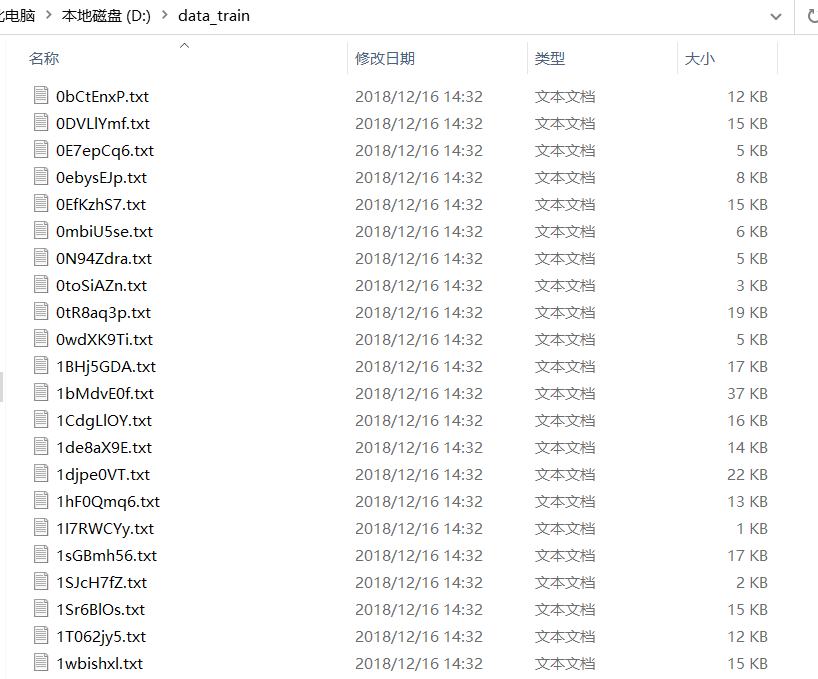 此电脑 > 本地磁盘 (D:) > data_train
名称 修改日期 类型 大小
0bCtEnxP.txt 2018/12/16 14:32 文本文档 12 KB
0DVLlYmf.txt 2018/12/16 14:32 文本文档 15 KB
0E7epCq6.txt 2018/12/16 14:32 文本文档 5 KB
0ebysEJp.txt 2018/12/16 14:32 文本文档 8 KB
0EfKzhS7.txt 2018/12/16 14:32 文本文档 15 KB
0mbiU5se.txt 2018/12/16 14:32 文本文档 6 KB
0N94Zdra.txt 2018/12/16 14:32 文本文档 5 KB
0toSiAZn.txt 2018/12/16 14:32 文本文档 3 KB
0tR8aq3p.txt 2018/12/16 14:32 文本文档 19 KB
0wdXK9Ti.txt 2018/12/16 14:32 文本文档 5 KB
1BHj5GDA.txt 2018/12/16 14:32 文本文档 17 KB
1bMdvE0f.txt 2018/12/16 14:32 文本文档 37 KB
1CdgLlOY.txt 2018/12/16 14:32 文本文档 16 KB
1de8aX9E.txt 2018/12/16 14:32 文本文档 14 KB
1djpe0VT.txt 2018/12/16 14:32 文本文档 22 KB
1hF0Qmq6.txt 2018/12/16 14:32 文本文档 13 KB
1I7RWCYy.txt 2018/12/16 14:32 文本文档 1 KB
1sGBmh56.txt 2018/12/16 14:32 文本文档 17 KB
1SJcH7fZ.txt 2018/12/16 14:32 文本文档 2 KB
1Sr6BlOs.txt 2018/12/16 14:32 文本文档 15 KB
1T062jy5.txt 2018/12/16 14:32 文本文档 12 KB
1wbishxl.txt 2018/12/16 14:32 文本文档 15 KB